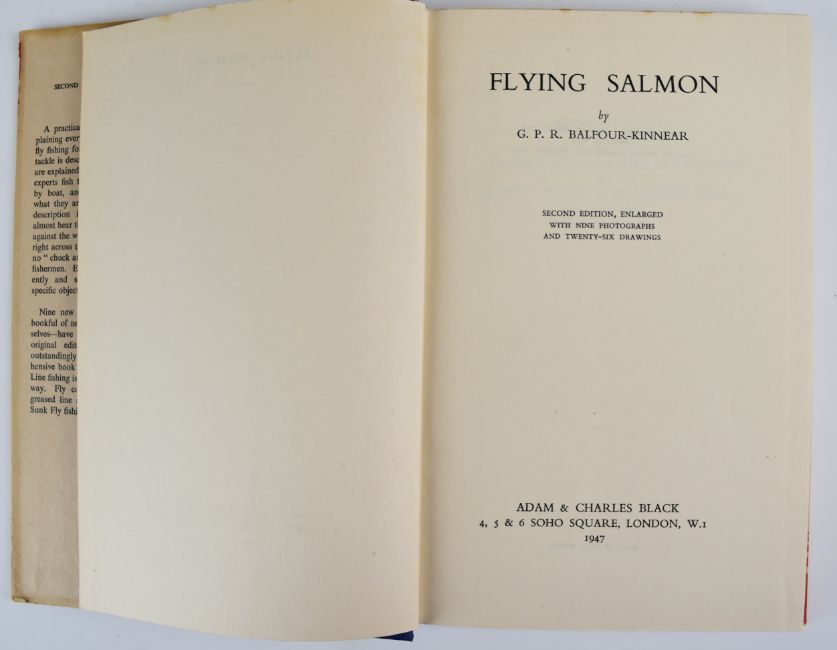 SECOND
A practica
plaining ever
fly fishing fo
tackle is desc
are explained
experts fish
by boat, an
what they ar
description
almost hear t
against the w
right across t
no " chuck a
fishermen. E
ently and s
specific objec
Nine new
bookful of ne
selves—have
original edit
outstandingly
hensive book
Line fishing is
way. Fly c
greased line
Sunk Fly fishi
FLYING SALMON
by
G. P. R. BALFOUR-KINNEAR
SECOND EDITION, ENLARGED
WITH NINE PHOTOGRAPHS
AND TWENTY-SIX DRAWINGS
ADAM & CHARLES BLACK
4, 5 & 6 SOHO SQUARE, LONDON, W.1
1947